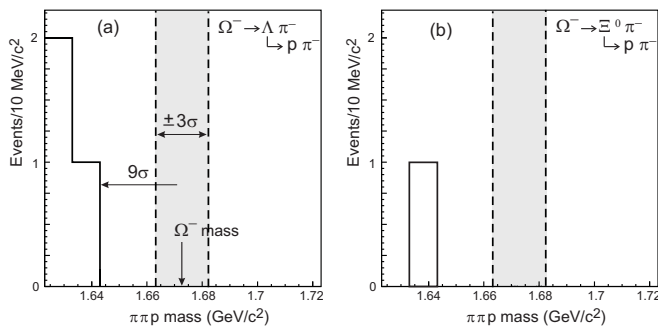 (a)
Ω⁻→Λ π⁻
p π⁻
Events/10 MeV/c²
2
1
0
±3σ
9σ
Ω⁻ mass
1.64 1.66 1.68 1.7 1.72
ππp mass (GeV/c²)
(b)
Ω⁻→Ξ⁰ π⁻
p π⁻
Events/10 MeV/c²
2
1
0
1.64 1.66 1.68 1.7 1.72
ππp mass (GeV/c²)